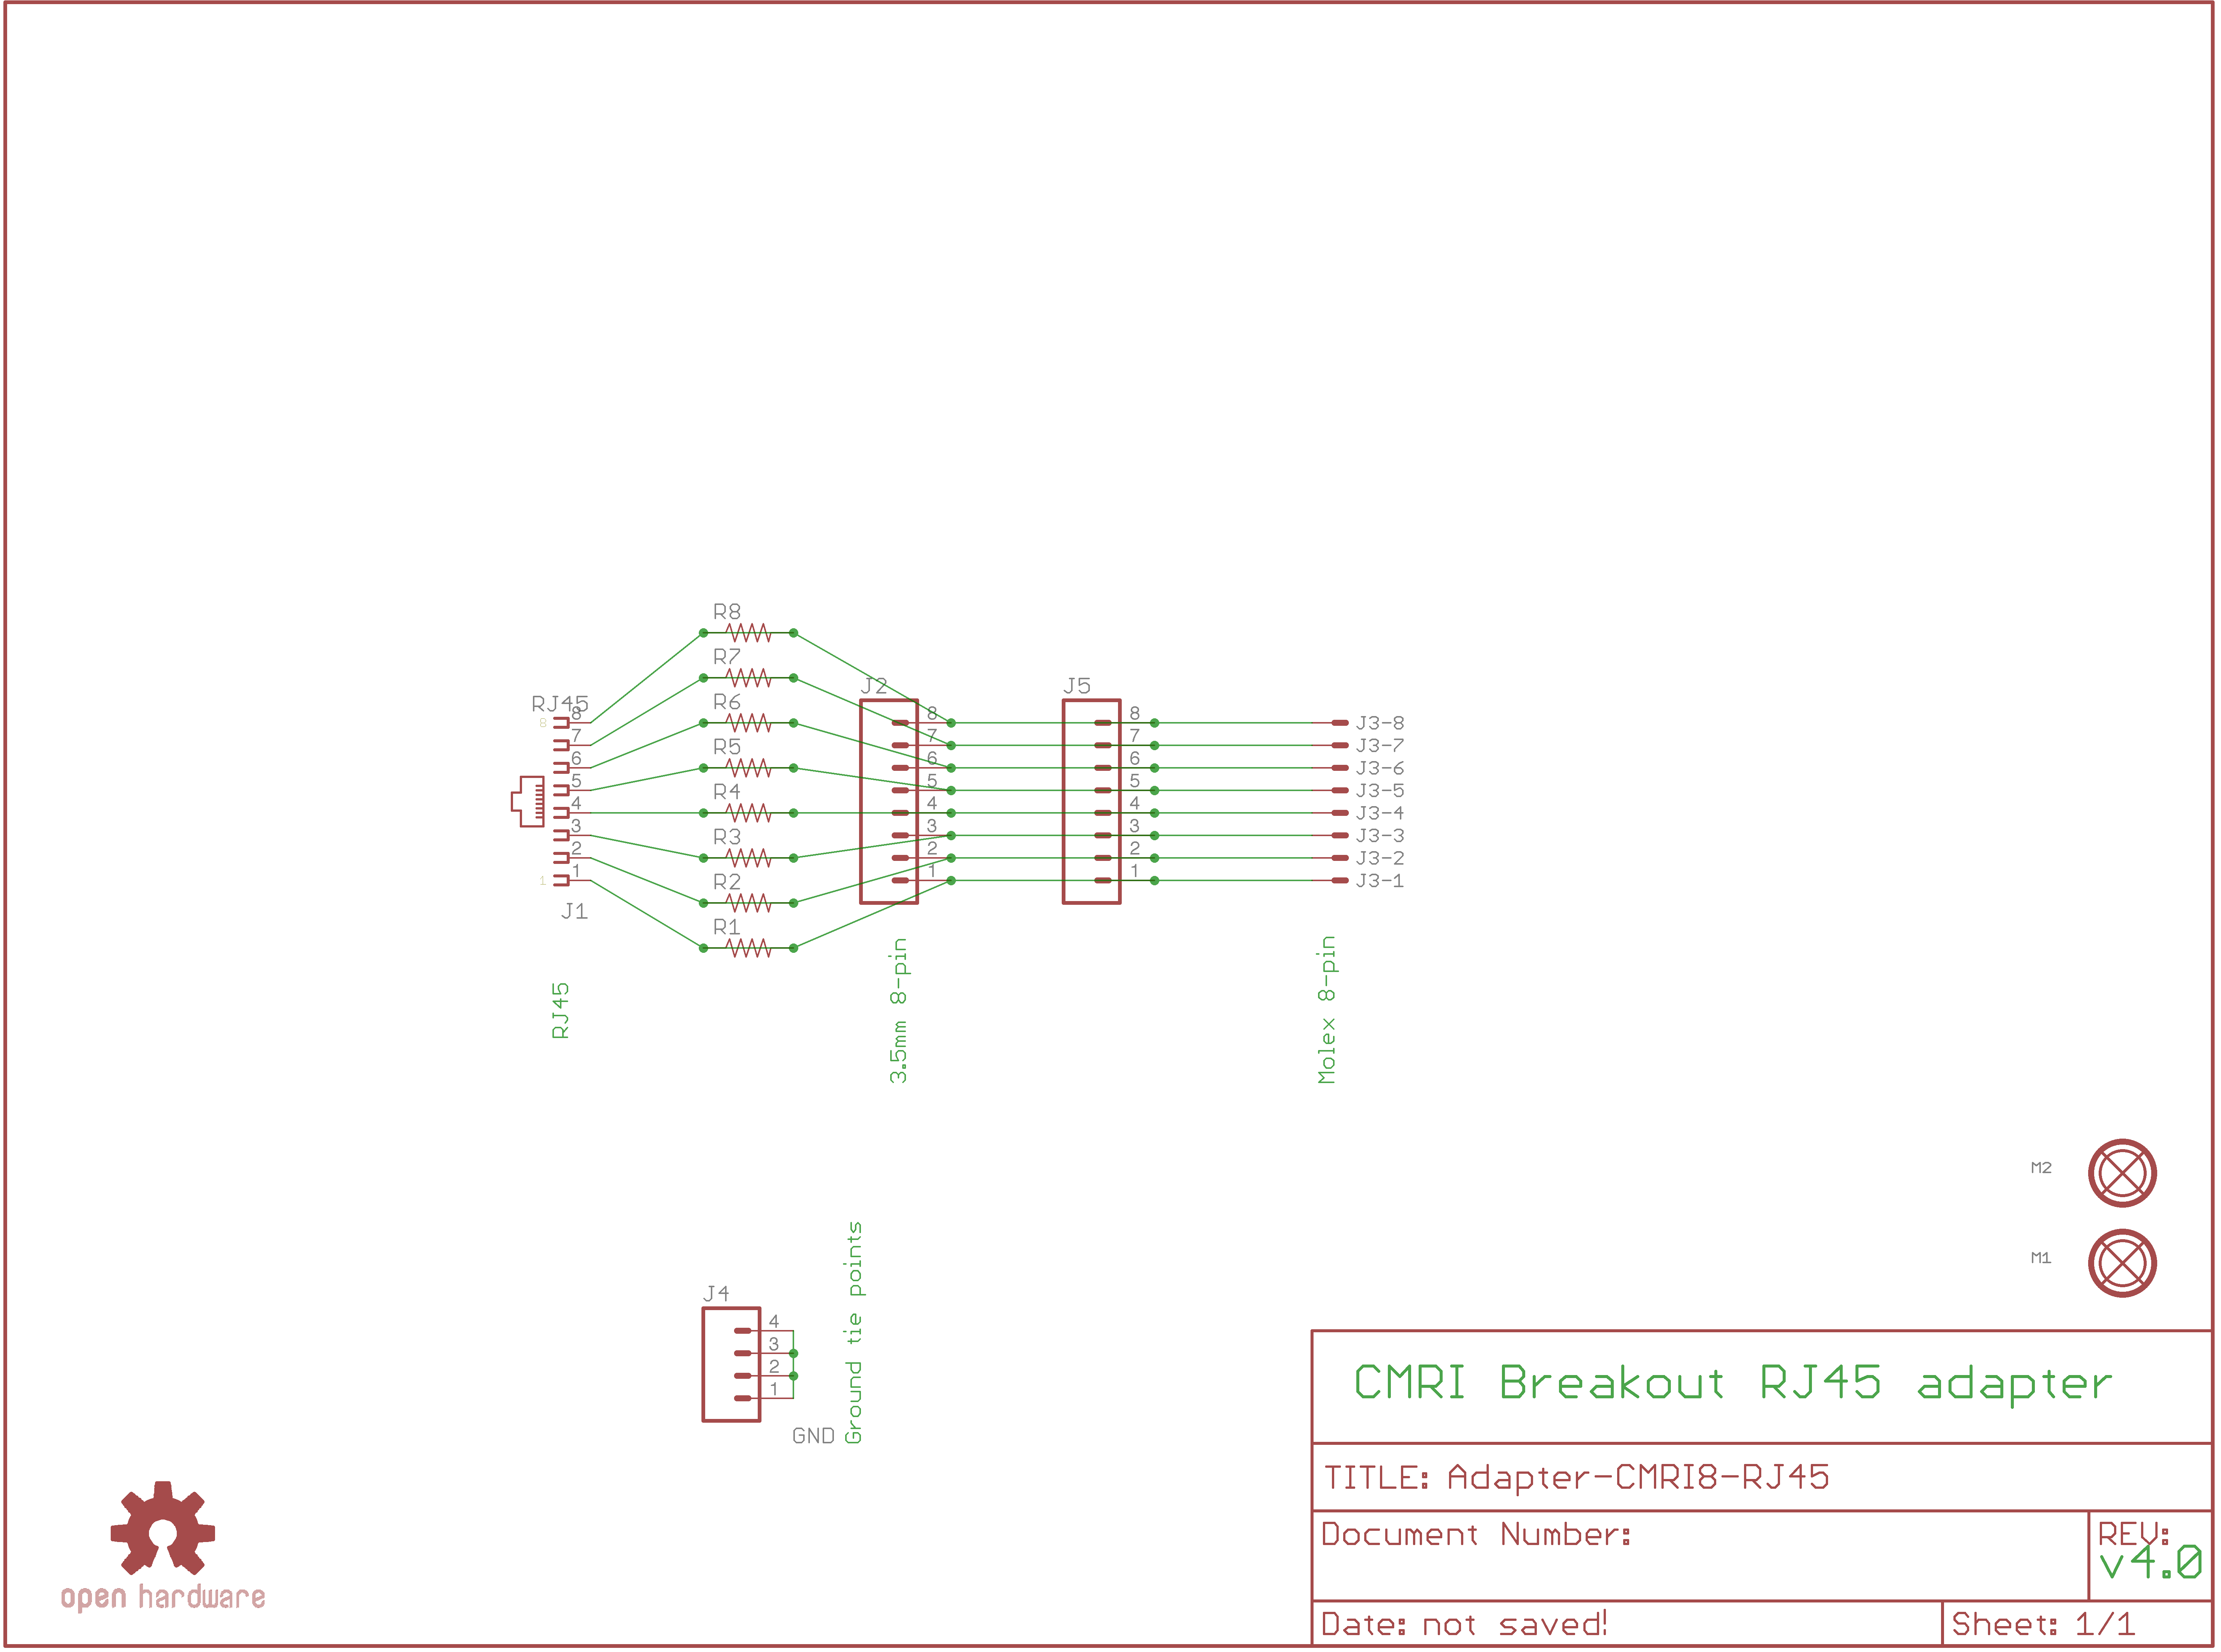 R8
R7
R6
R5
R4
R3
R2
R1
RJ45
8
8
7
6
5
4
3
2
1
1
J1
RJ45
J2
8
7
6
5
4
3
2
1
3.5mm 8-pin
J5
8
7
6
5
4
3
2
1
J3-8
J3-7
J3-6
J3-5
J3-4
J3-3
J3-2
J3-1
Molex 8-pin
M2
M1
J4
4
3
2
1
GND
Ground tie points
open hardware
CMRI Breakout RJ45 adapter
TITLE: Adapter-CMRI8-RJ45
Document Number:
REV:
v4.0
Date: not saved!
Sheet: 1/1